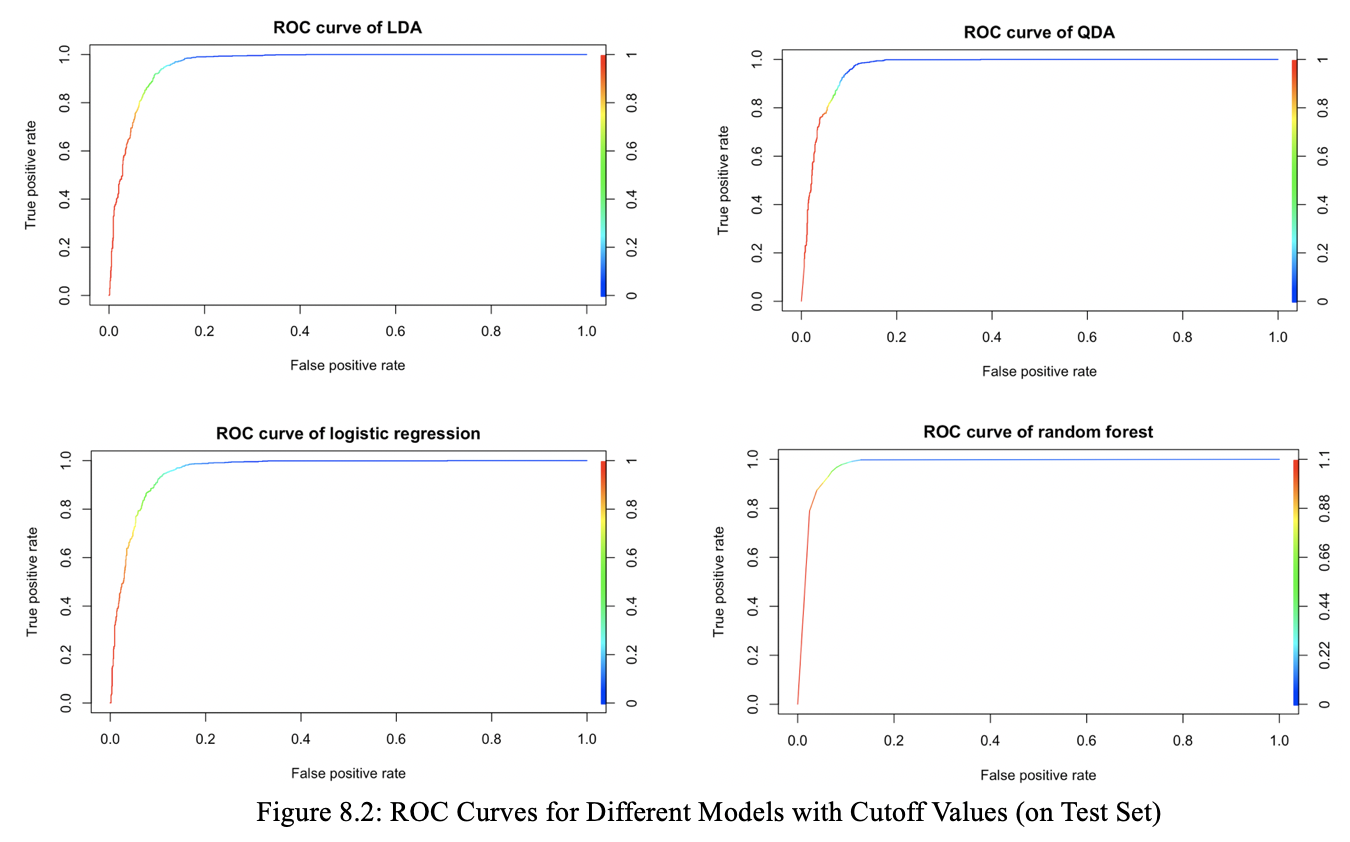 ROC curve of LDA
True positive rate
0.0 0.2 0.4 0.6 0.8 1.0
0 0.2 0.4 0.6 0.8 1
0.0 0.2 0.4 0.6 0.8 1.0
False positive rate
ROC curve of QDA
True positive rate
0.0 0.2 0.4 0.6 0.8 1.0
0 0.2 0.4 0.6 0.8 1
0.0 0.2 0.4 0.6 0.8 1.0
False positive rate
ROC curve of logistic regression
True positive rate
0.0 0.2 0.4 0.6 0.8 1.0
0 0.2 0.4 0.6 0.8 1
0.0 0.2 0.4 0.6 0.8 1.0
False positive rate
ROC curve of random forest
True positive rate
0.0 0.2 0.4 0.6 0.8 1.0
0 0.22 0.44 0.66 0.88 1.1
0.0 0.2 0.4 0.6 0.8 1.0
False positive rate
Figure 8.2: ROC Curves for Different Models with Cutoff Values (on Test Set)